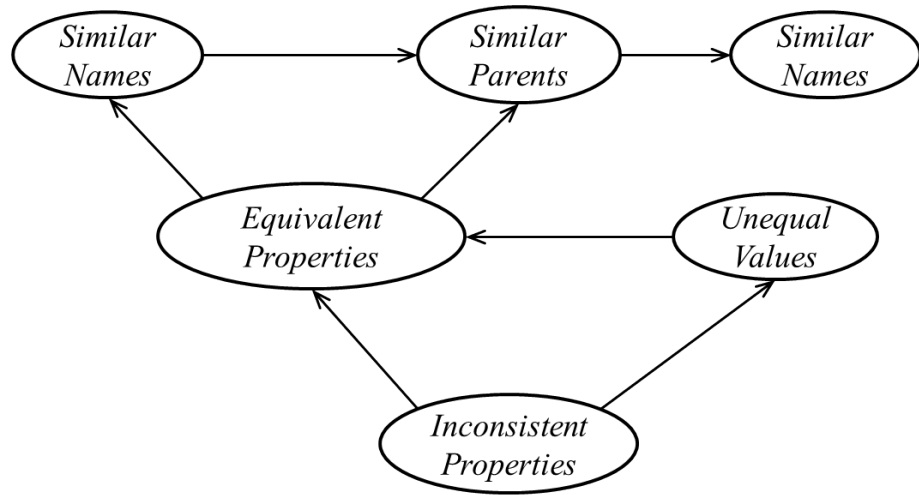 Similar
Names
Similar
Parents
Similar
Names
Equivalent
Properties
Unequal
Values
Inconsistent
Properties